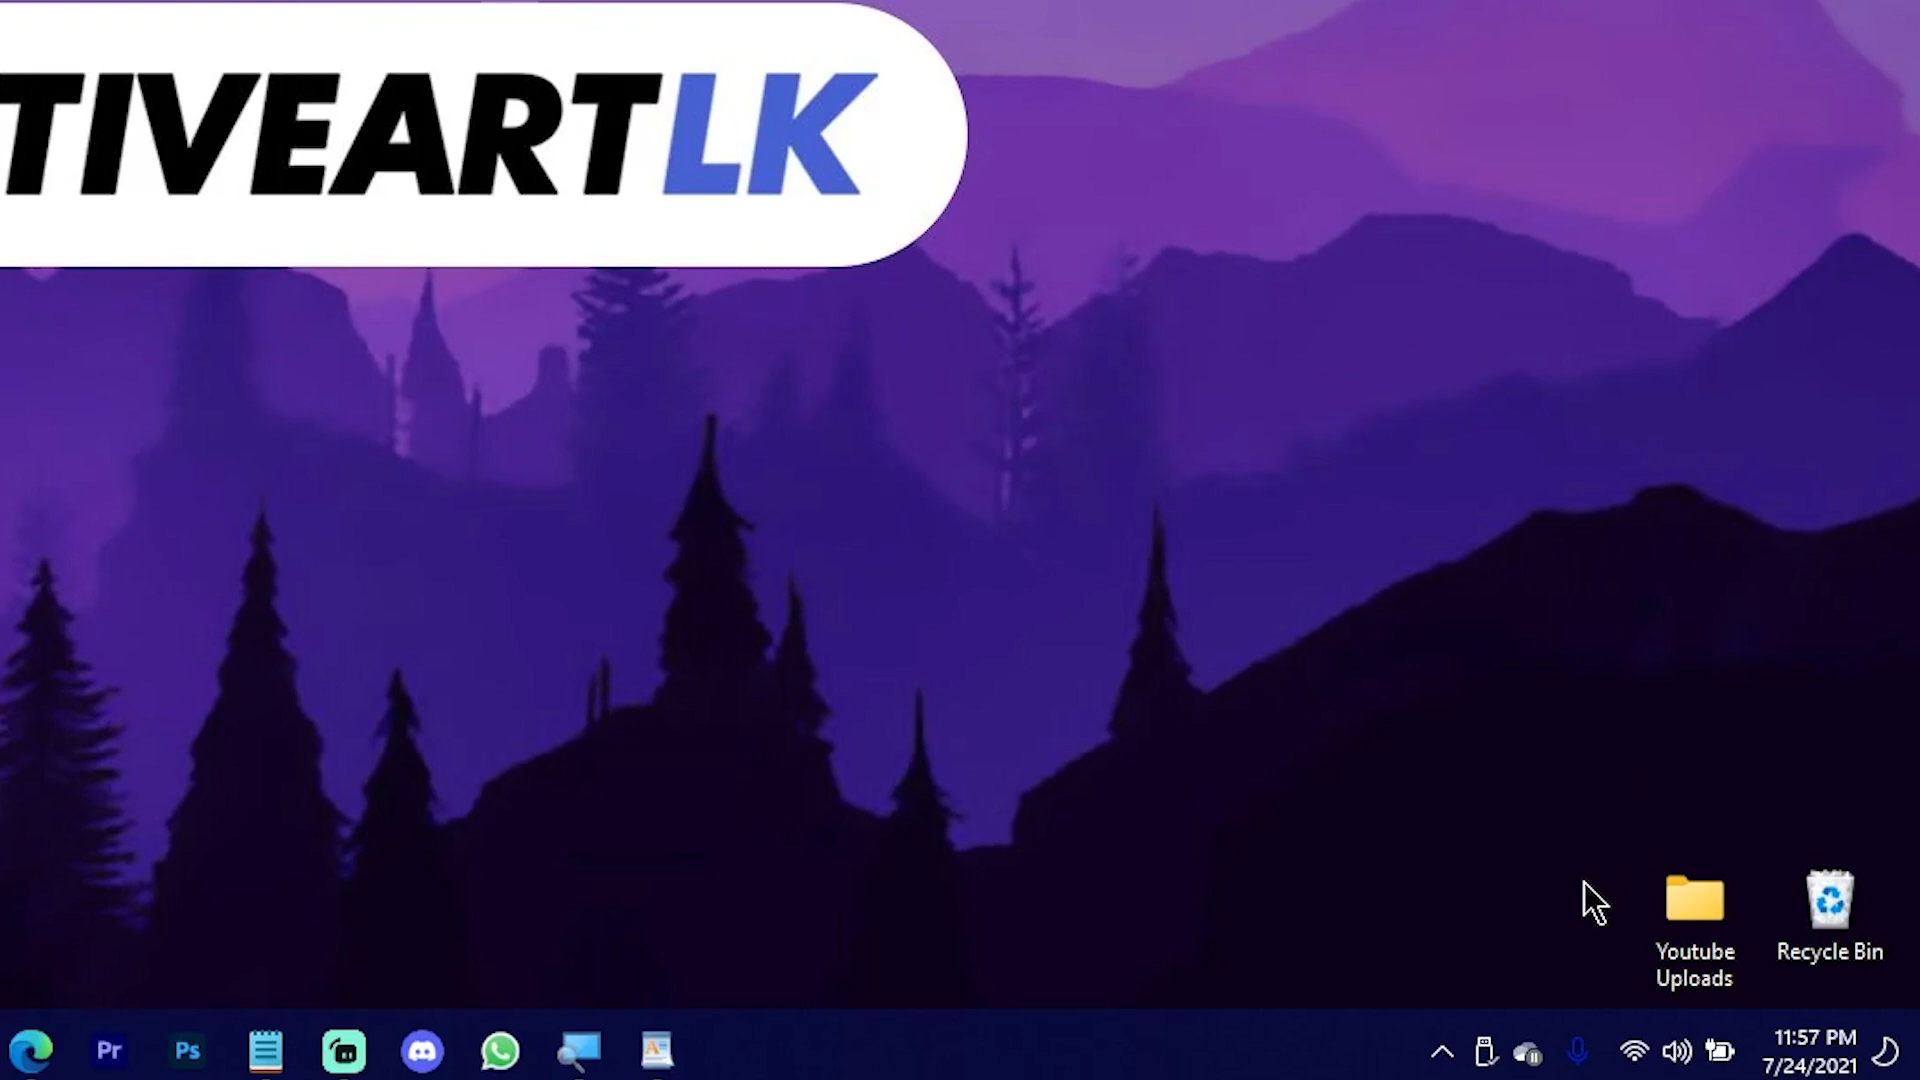 TIVEARTLK
Youtube
Uploads
Recycle Bin
Pr
Ps
A
11:57 PM
7/24/2021